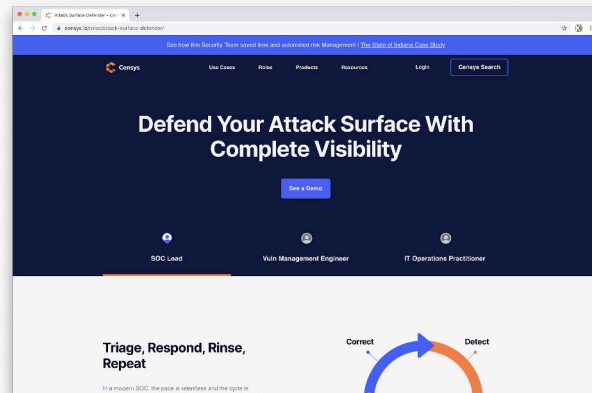 Attack Surface Defender - Cen
censys.io/roles/attack-surface-defender/
See how this Security Team saved time and automated risk Management | The State of Indiana Case Study
Censys
Use Cases
Roles
Products
Resources
Login
Censys Search
Defend Your Attack Surface With
Complete Visibility
See a Demo
SOC Lead
Vuln Management Engineer
IT Operations Practitioner
Triage, Respond, Rinse,
Repeat
In a modern SOC, the pace is relentless and the cycle is
Correct
Detect